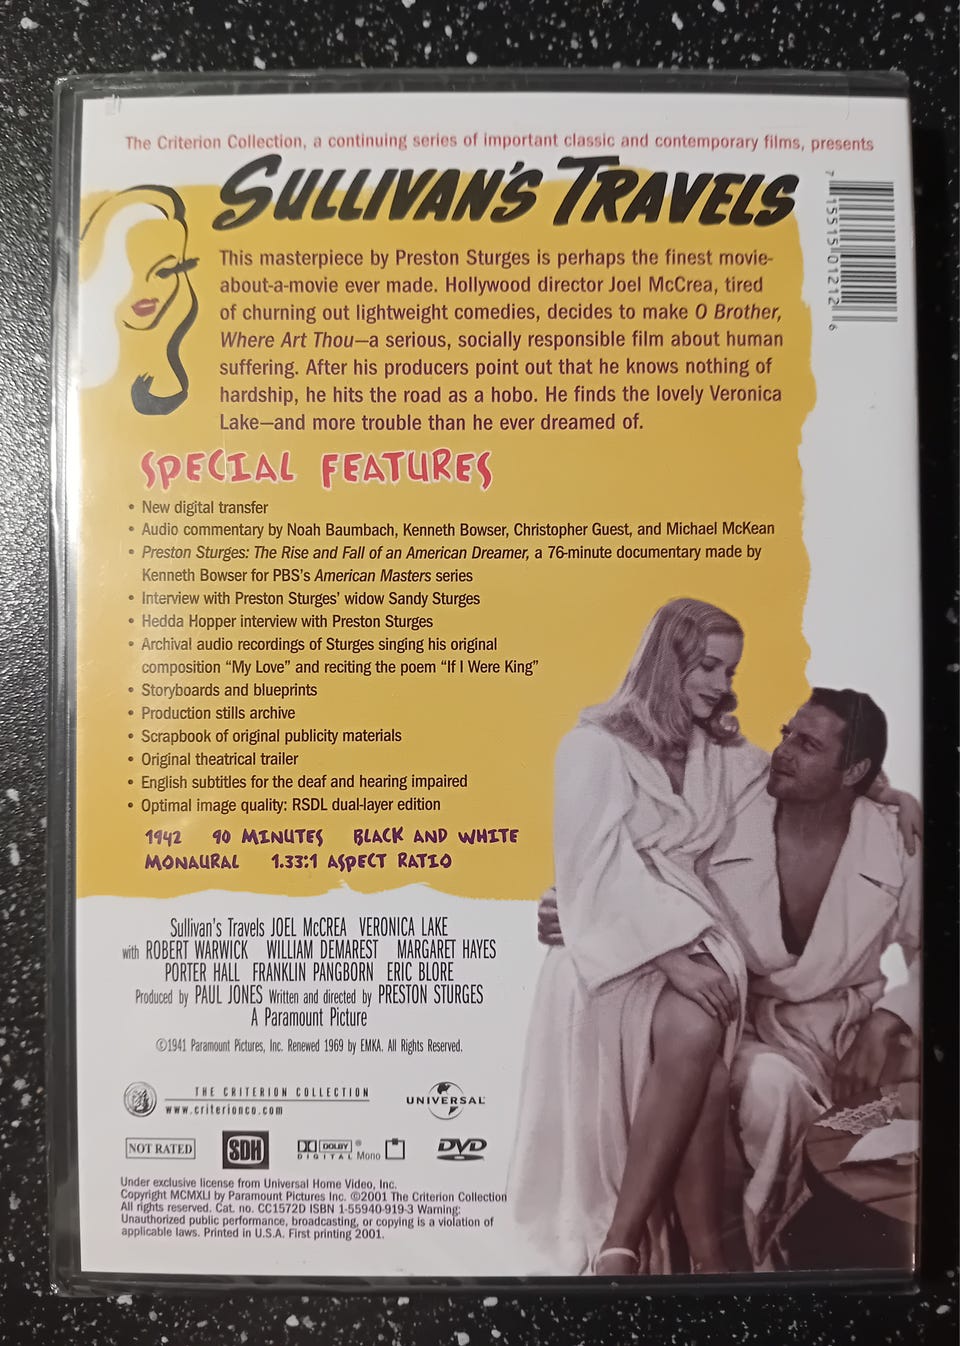 The Criterion Collection, a continuing series of important classic and contemporary films, presents
SULLIVAN'S TRAVELS
7 15515 01212 6
This masterpiece by Preston Sturges is perhaps the finest movie-
about-a-movie ever made. Hollywood director Joel McCrea, tired
of churning out lightweight comedies, decides to make O Brother,
Where Art Thou—a serious, socially responsible film about human
suffering. After his producers point out that he knows nothing of
hardship, he hits the road as a hobo. He finds the lovely Veronica
Lake—and more trouble than he ever dreamed of.
SPECIAL FEATURES
• New digital transfer
• Audio commentary by Noah Baumbach, Kenneth Bowser, Christopher Guest, and Michael McKean
• Preston Sturges: The Rise and Fall of an American Dreamer, a 76-minute documentary made by
Kenneth Bowser for PBS's American Masters series
• Interview with Preston Sturges' widow Sandy Sturges
• Hedda Hopper interview with Preston Sturges
• Archival audio recordings of Sturges singing his original
composition “My Love” and reciting the poem “If I Were King”
• Storyboards and blueprints
• Production stills archive
• Scrapbook of original publicity materials
• Original theatrical trailer
• English subtitles for the deaf and hearing impaired
• Optimal image quality: RSDL dual-layer edition
1942 90 MINUTES BLACK AND WHITE
MONAURAL 1.33:1 ASPECT RATIO
Sullivan's Travels JOEL McCREA VERONICA LAKE
with ROBERT WARWICK WILLIAM DEMAREST MARGARET HAYES
PORTER HALL FRANKLIN PANGBORN ERIC BLORE
Produced by PAUL JONES Written and directed by PRESTON STURGES
A Paramount Picture
©1941 Paramount Pictures, Inc. Renewed 1969 by EMKA. All Rights Reserved.
THE CRITERION COLLECTION
www.criterionco.com
UNIVERSAL
NOT RATED SDH DOLBY DIGITAL ® Mono DVD
Under exclusive license from Universal Home Video, Inc.
Copyright MCMXLI by Paramount Pictures Inc. ©2001 The Criterion Collection
All rights reserved. Cat. no. CC1572D ISBN 1-55940-919-3 Warning:
Unauthorized public performance, broadcasting, or copying is a violation of
applicable laws. Printed in U.S.A. First printing 2001.